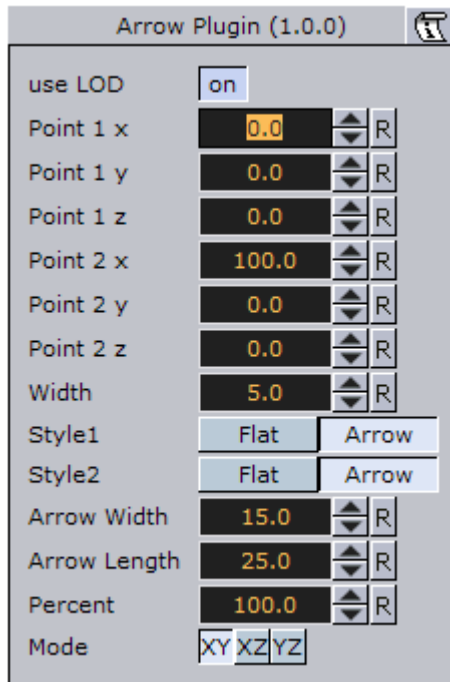 Arrow Plugin (1.0.0)
use LOD on
Point 1 x 0.0 R
Point 1 y 0.0 R
Point 1 z 0.0 R
Point 2 x 100.0 R
Point 2 y 0.0 R
Point 2 z 0.0 R
Width 5.0 R
Style1 Flat Arrow
Style2 Flat Arrow
Arrow Width 15.0 R
Arrow Length 25.0 R
Percent 100.0 R
Mode XY XZ YZ